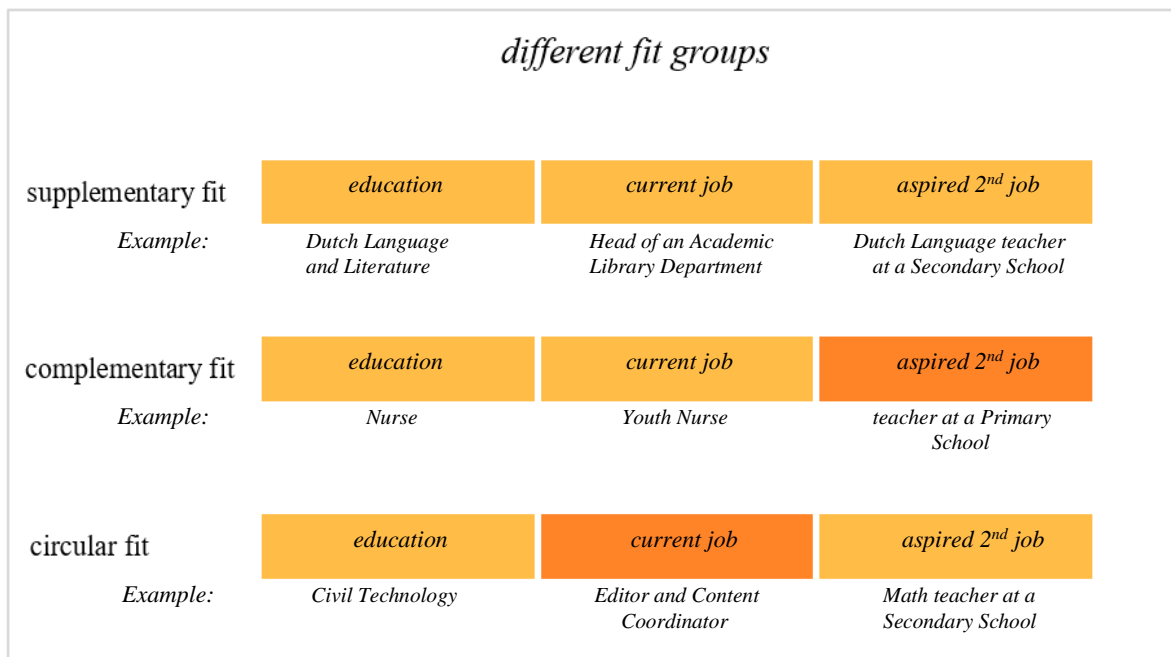 different fit groups
supplementary fit
education
current job
aspired 2nd job
Example:
Dutch Language
and Literature
Head of an Academic
Library Department
Dutch Language teacher
at a Secondary School
complementary fit
education
current job
aspired 2nd job
Example:
Nurse
Youth Nurse
teacher at a Primary
School
circular fit
education
current job
aspired 2nd job
Example:
Civil Technology
Editor and Content
Coordinator
Math teacher at a
Secondary School